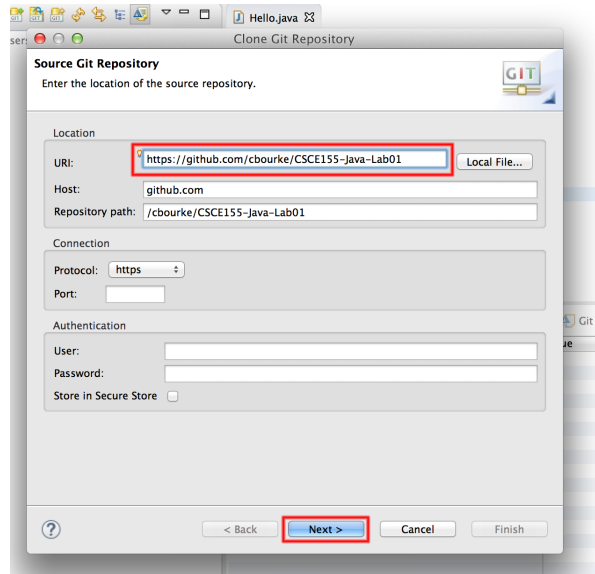 Hello.java
ser
Clone Git Repository
Source Git Repository
Enter the location of the source repository.
GIT
Location
URI: https://github.com/cbourke/CSCE155-Java-Lab01 Local File...
Host: github.com
Repository path: /cbourke/CSCE155-Java-Lab01
Connection
Protocol: https
Port:
Git
ue
Authentication
User:
Password:
Store in Secure Store
? < Back Next > Cancel Finish